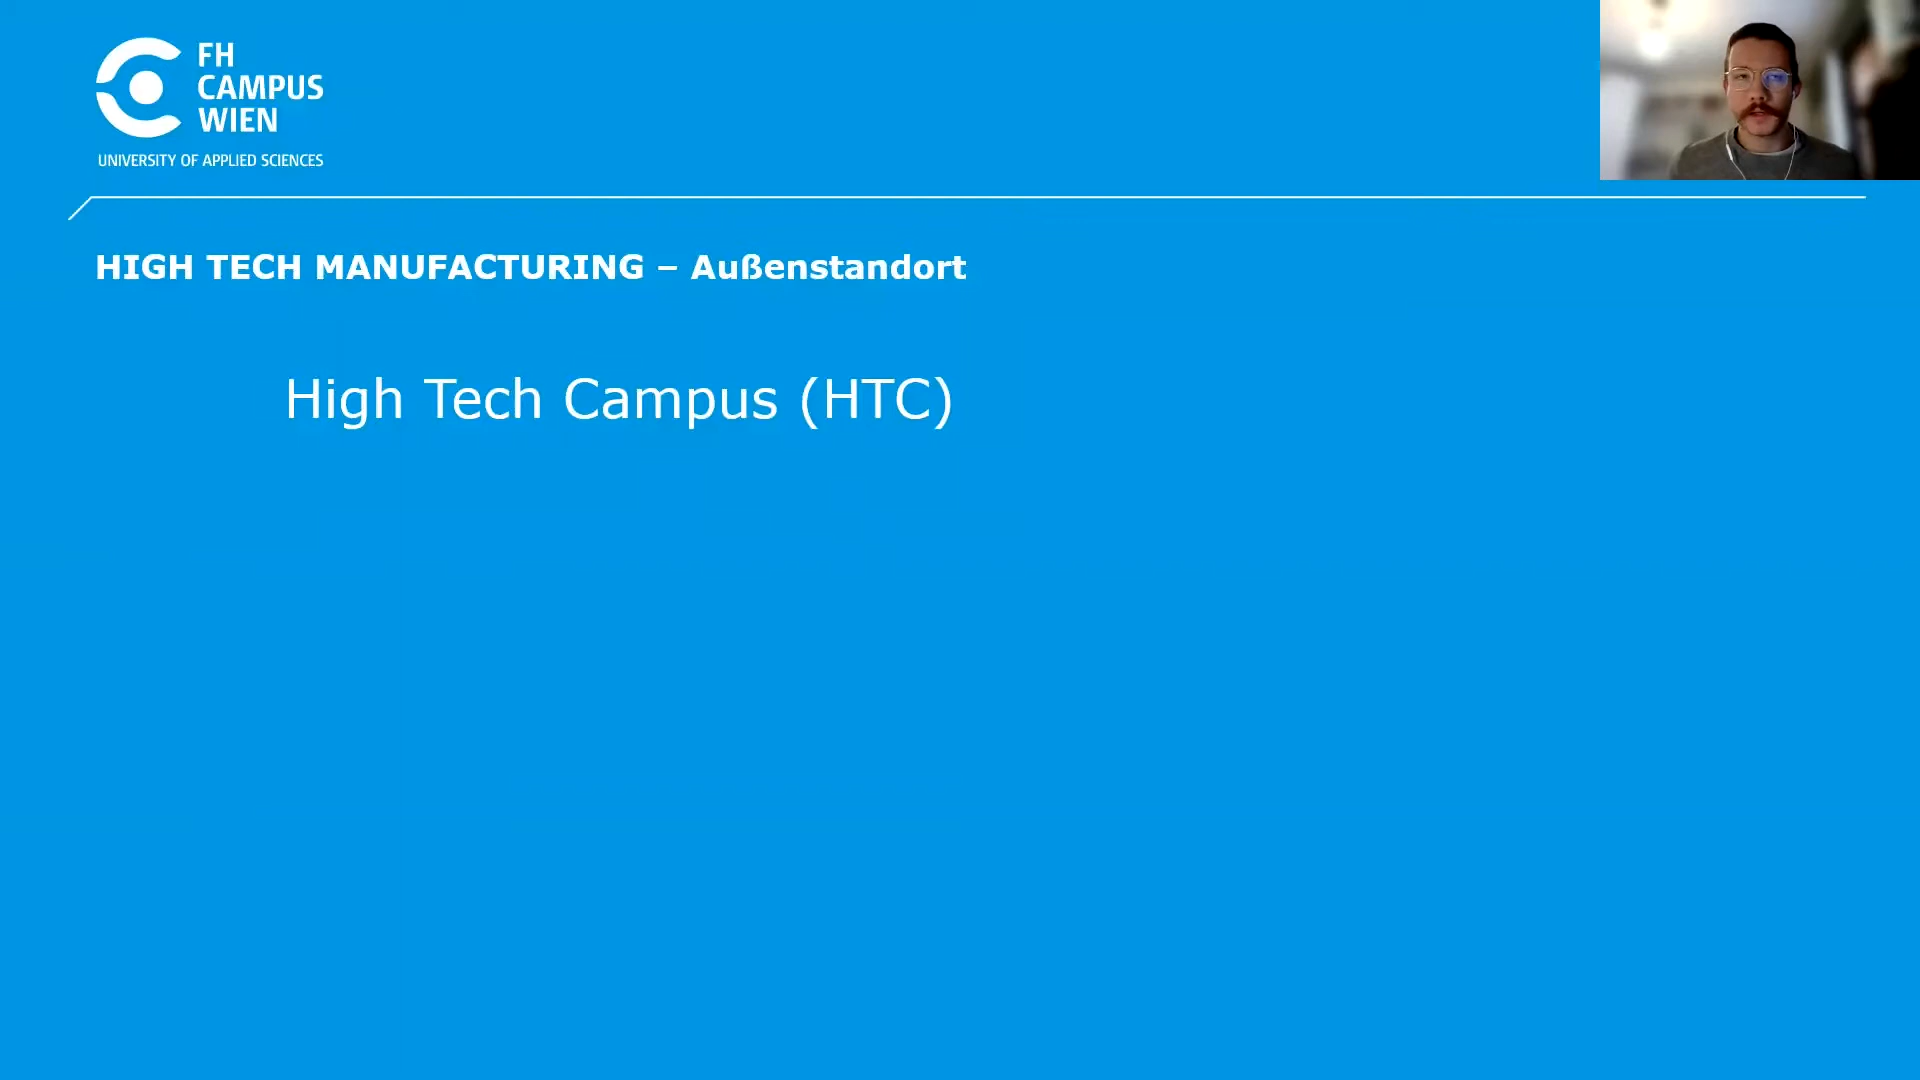 FH
CAMPUS
WIEN
UNIVERSITY OF APPLIED SCIENCES
HIGH TECH MANUFACTURING – Außenstandort
High Tech Campus (HTC)